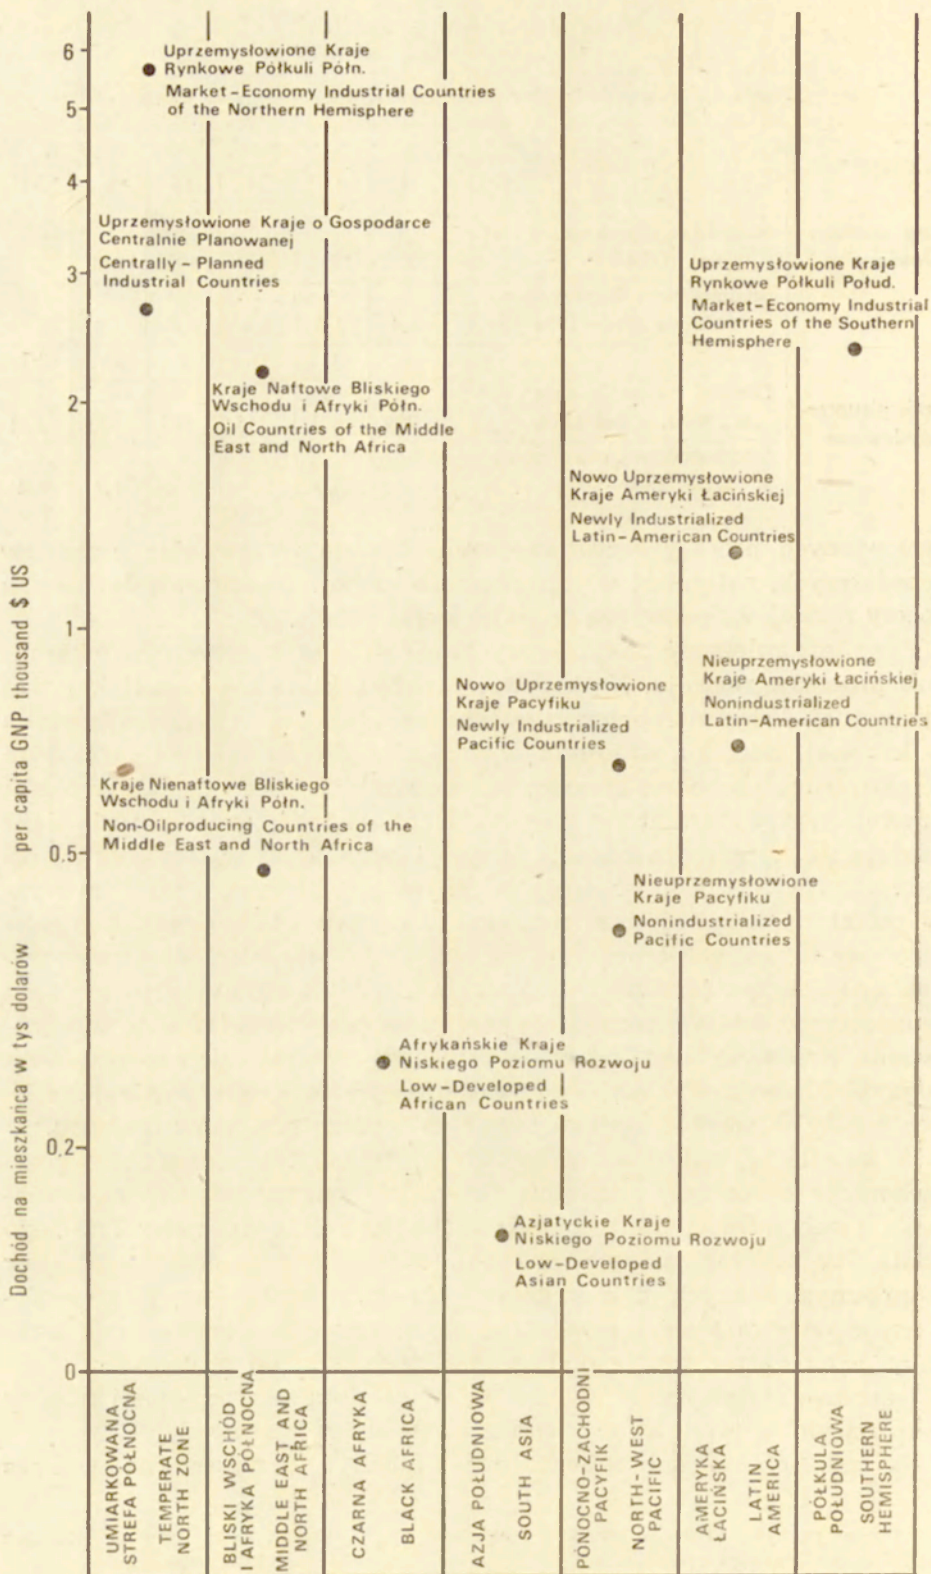 6
Uprzemysłowione Kraje
Rynkowe Półkuli Półn.
Market-Economy Industrial Countries
of the Northern Hemisphere
5
4
Uprzemysłowione Kraje o Gospodarce
Centralnie Planowanej
Centrally-Planned
Industrial Countries
3
Uprzemysłowione Kraje
Rynkowe Półkuli Połud.
Market-Economy Industrial
Countries of the Southern
Hemisphere
Kraje Naftowe Bliskiego
Wschodu i Afryki Półn.
Oil Countries of the Middle
East and North Africa
2
Nowo Uprzemysłowione
Kraje Ameryki Łacińskiej
Newly Industrialized
Latin-American Countries
1
Nieuprzemysłowione
Kraje Ameryki Łacińskiej
Nonindustrialized
Latin-American Countries
Nowo Uprzemysłowione
Kraje Pacyfiku
Newly Industrialized
Pacific Countries
Kraje Nienaftowe Bliskiego
Wschodu i Afryki Półn.
Non-Oilproducing Countries of the
Middle East and North Africa
0,5
Nieuprzemysłowione
Kraje Pacyfiku
Nonindustrialized
Pacific Countries
Afrykańskie Kraje
Niskiego Poziomu Rozwoju
Low-Developed
African Countries
0,2
Azjatyckie Kraje
Niskiego Poziomu Rozwoju
Low-Developed
Asian Countries
0
Dochód na mieszkańca w tys dolarów per capita GNP thousand $ US
UMIARKOWANA
STREFA PÓŁNOCNA
TEMPERATE
NORTH ZONE
BLISKI WSCHÓD
I AFRYKA PÓŁNOCNA
MIDDLE EAST AND
NORTH AFRICA
CZARNA AFRYKA
BLACK AFRICA
AZJA POŁUDNIOWA
SOUTH ASIA
PÓNOCNO-ZACHODNI
PACYFIK
NORTH-WEST
PACIFIC
AMERYKA
ŁACIŃSKA
LATIN
AMERICA
PÓŁKULA
POŁUDNIOWA
SOUTHERN
HEMISPHERE